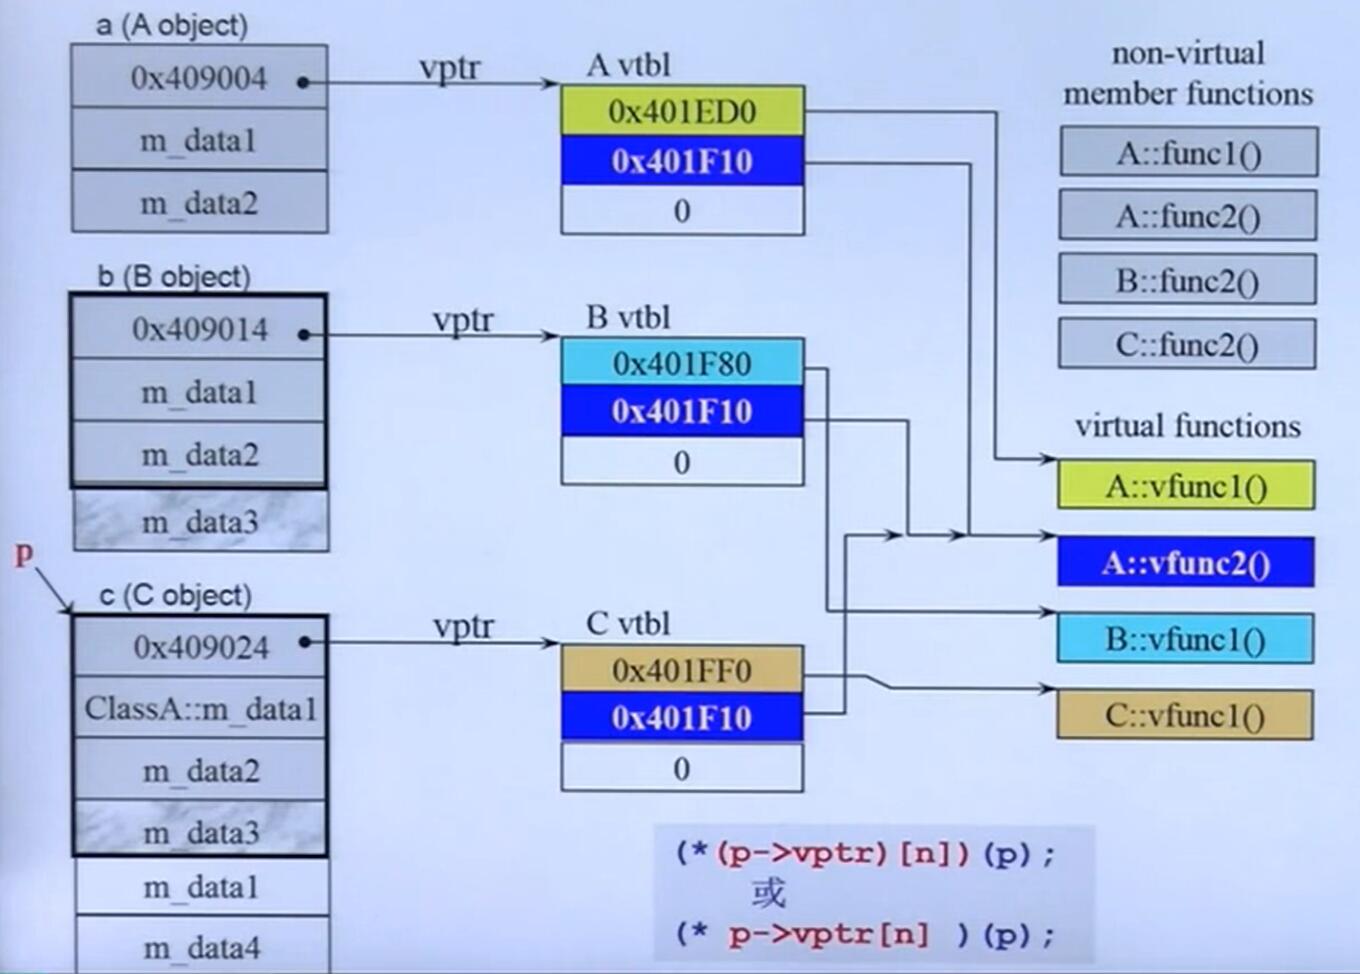 a (A object)
0x409004
m_data1
m_data2
vptr
A vtbl
0x401ED0
0x401F10
0
b (B object)
0x409014
m_data1
m_data2
m_data3
vptr
B vtbl
0x401F80
0x401F10
0
p
c (C object)
0x409024
ClassA::m_data1
m_data2
m_data3
m_data1
m_data4
vptr
C vtbl
0x401FF0
0x401F10
0
non-virtual
member functions
A::func1()
A::func2()
B::func2()
C::func2()
virtual functions
A::vfunc1()
A::vfunc2()
B::vfunc1()
C::vfunc1()
(*(p->vptr)[n])(p);
或
(* p->vptr[n] )(p);